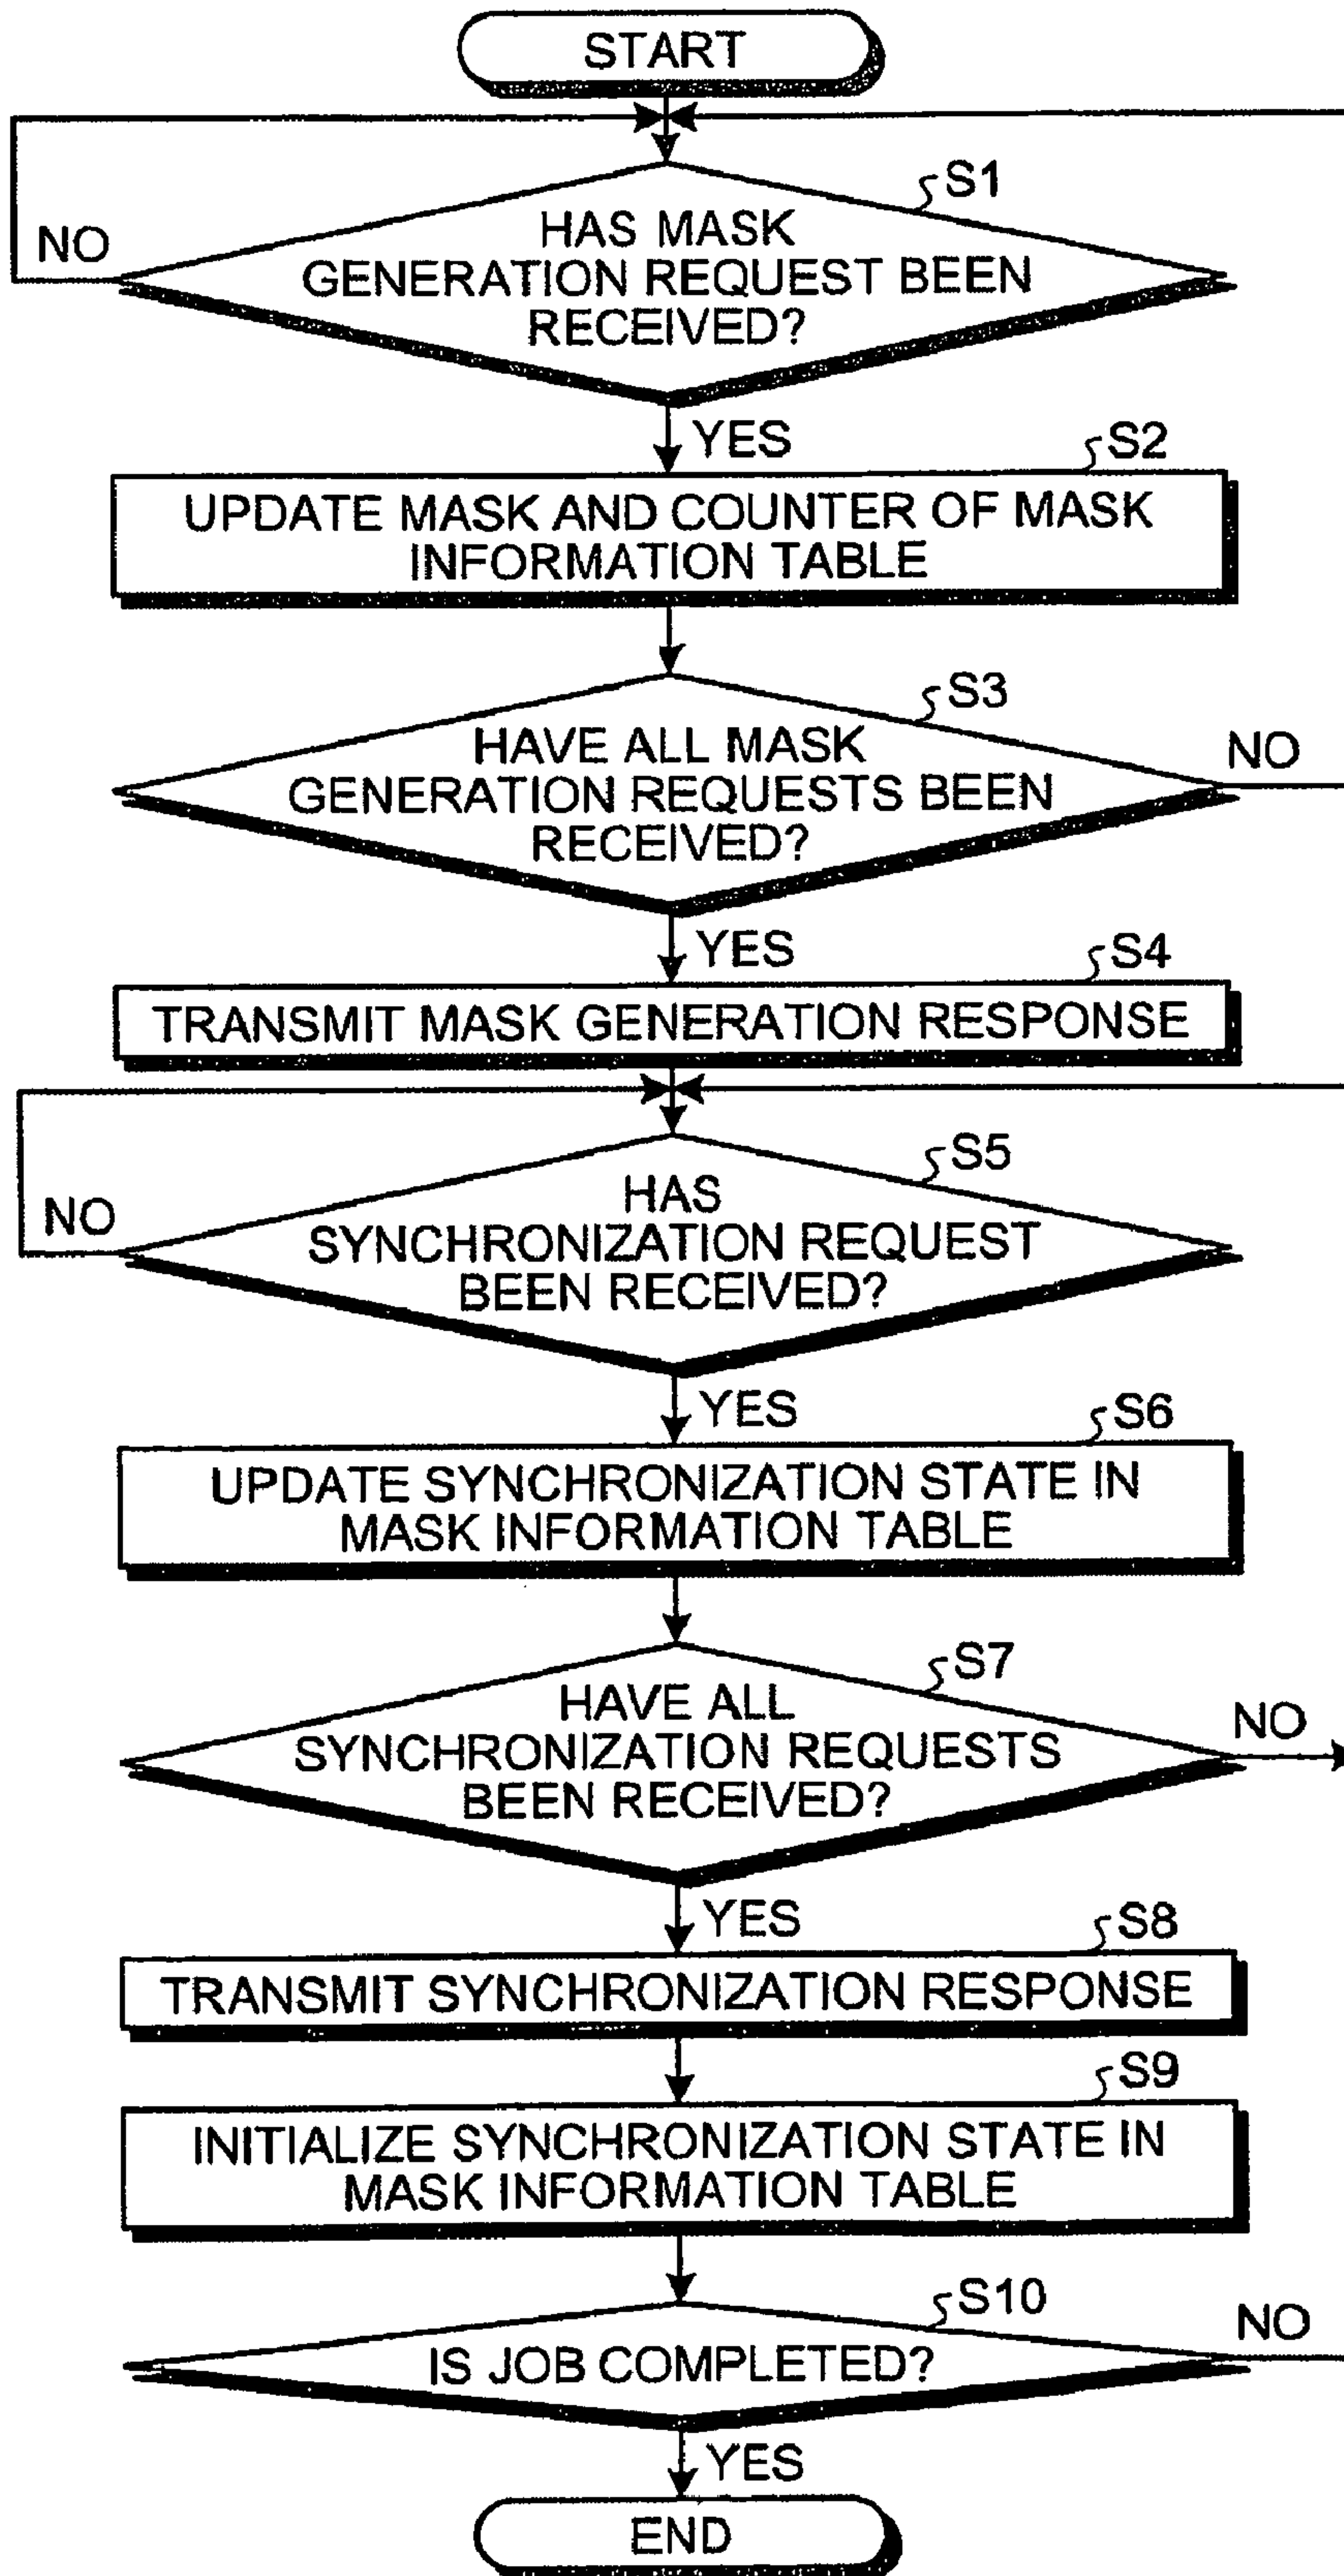 START
S1
HAS MASK
GENERATION REQUEST BEEN
RECEIVED?
NO
YES
S2
UPDATE MASK AND COUNTER OF MASK
INFORMATION TABLE
S3
HAVE ALL MASK
GENERATION REQUESTS BEEN
RECEIVED?
NO
YES
S4
TRANSMIT MASK GENERATION RESPONSE
S5
HAS
SYNCHRONIZATION REQUEST
BEEN RECEIVED?
NO
YES
S6
UPDATE SYNCHRONIZATION STATE IN
MASK INFORMATION TABLE
S7
HAVE ALL
SYNCHRONIZATION REQUESTS
BEEN RECEIVED?
NO
YES
S8
TRANSMIT SYNCHRONIZATION RESPONSE
S9
INITIALIZE SYNCHRONIZATION STATE IN
MASK INFORMATION TABLE
S10
IS JOB COMPLETED?
NO
YES
END